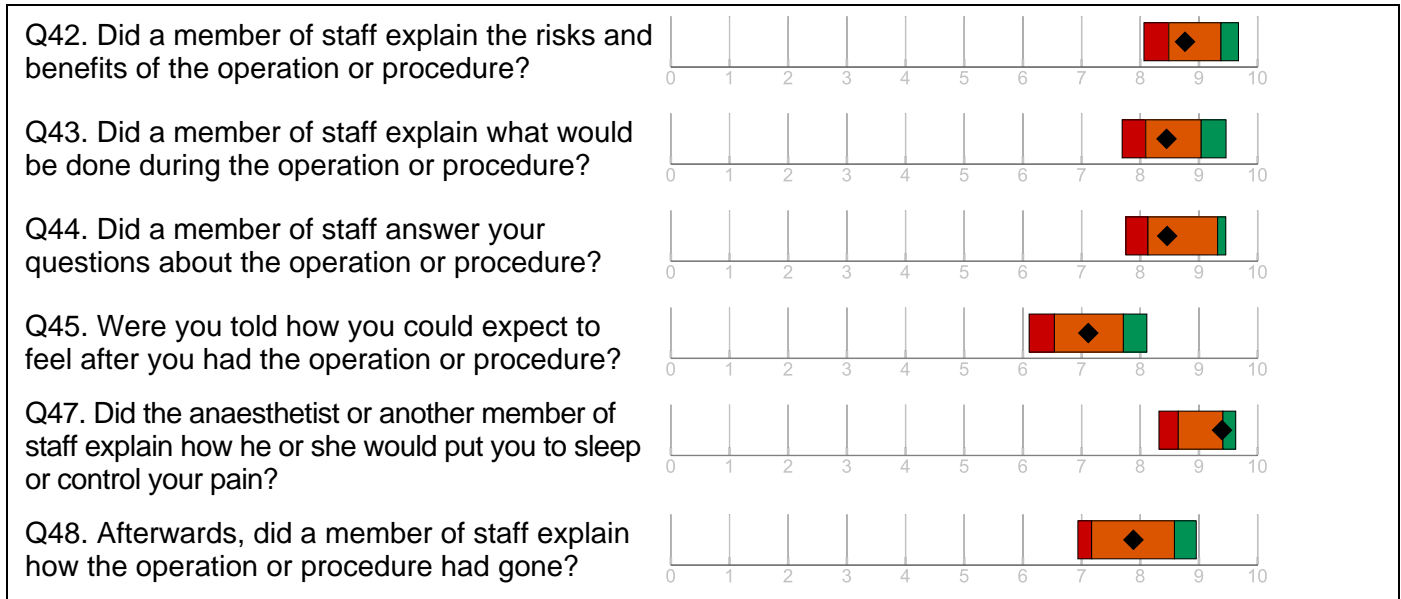 Q42. Did a member of staff explain the risks and
benefits of the operation or procedure?
0 1 2 3 4 5 6 7 8 9 10
Q43. Did a member of staff explain what would
be done during the operation or procedure?
0 1 2 3 4 5 6 7 8 9 10
Q44. Did a member of staff answer your
questions about the operation or procedure?
0 1 2 3 4 5 6 7 8 9 10
Q45. Were you told how you could expect to
feel after you had the operation or procedure?
0 1 2 3 4 5 6 7 8 9 10
Q47. Did the anaesthetist or another member of
staff explain how he or she would put you to sleep
or control your pain?
0 1 2 3 4 5 6 7 8 9 10
Q48. Afterwards, did a member of staff explain
how the operation or procedure had gone?
0 1 2 3 4 5 6 7 8 9 10